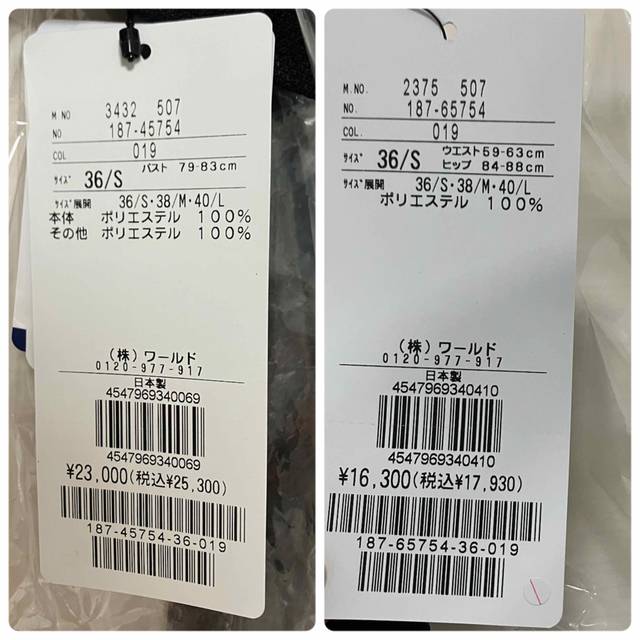 M.NO 3432 507
NO 187-45754
COL 019
バスト 79-83cm
ｻｲｽﾞ 36/S
ｻｲｽﾞ展開 36/S・38/M・40/L
本体 ポリエステル 100%
その他 ポリエステル 100%
(株)ワールド
0120-977-917
日本製
4547969340069
4547969340069
¥23,000(税込¥25,300)
187-45754-36-019
M.NO. 2375 507
NO. 187-65754
COL. 019
ウエスト59-63cm
ｻｲｽﾞ 36/S ヒップ 84-88cm
ｻｲｽﾞ展開 36/S・38/M・40/L
ポリエステル 100%
(株)ワールド
0120-977-917
日本製
4547969340410
4547969340410
¥16,300(税込¥17,930)
187-65754-36-019